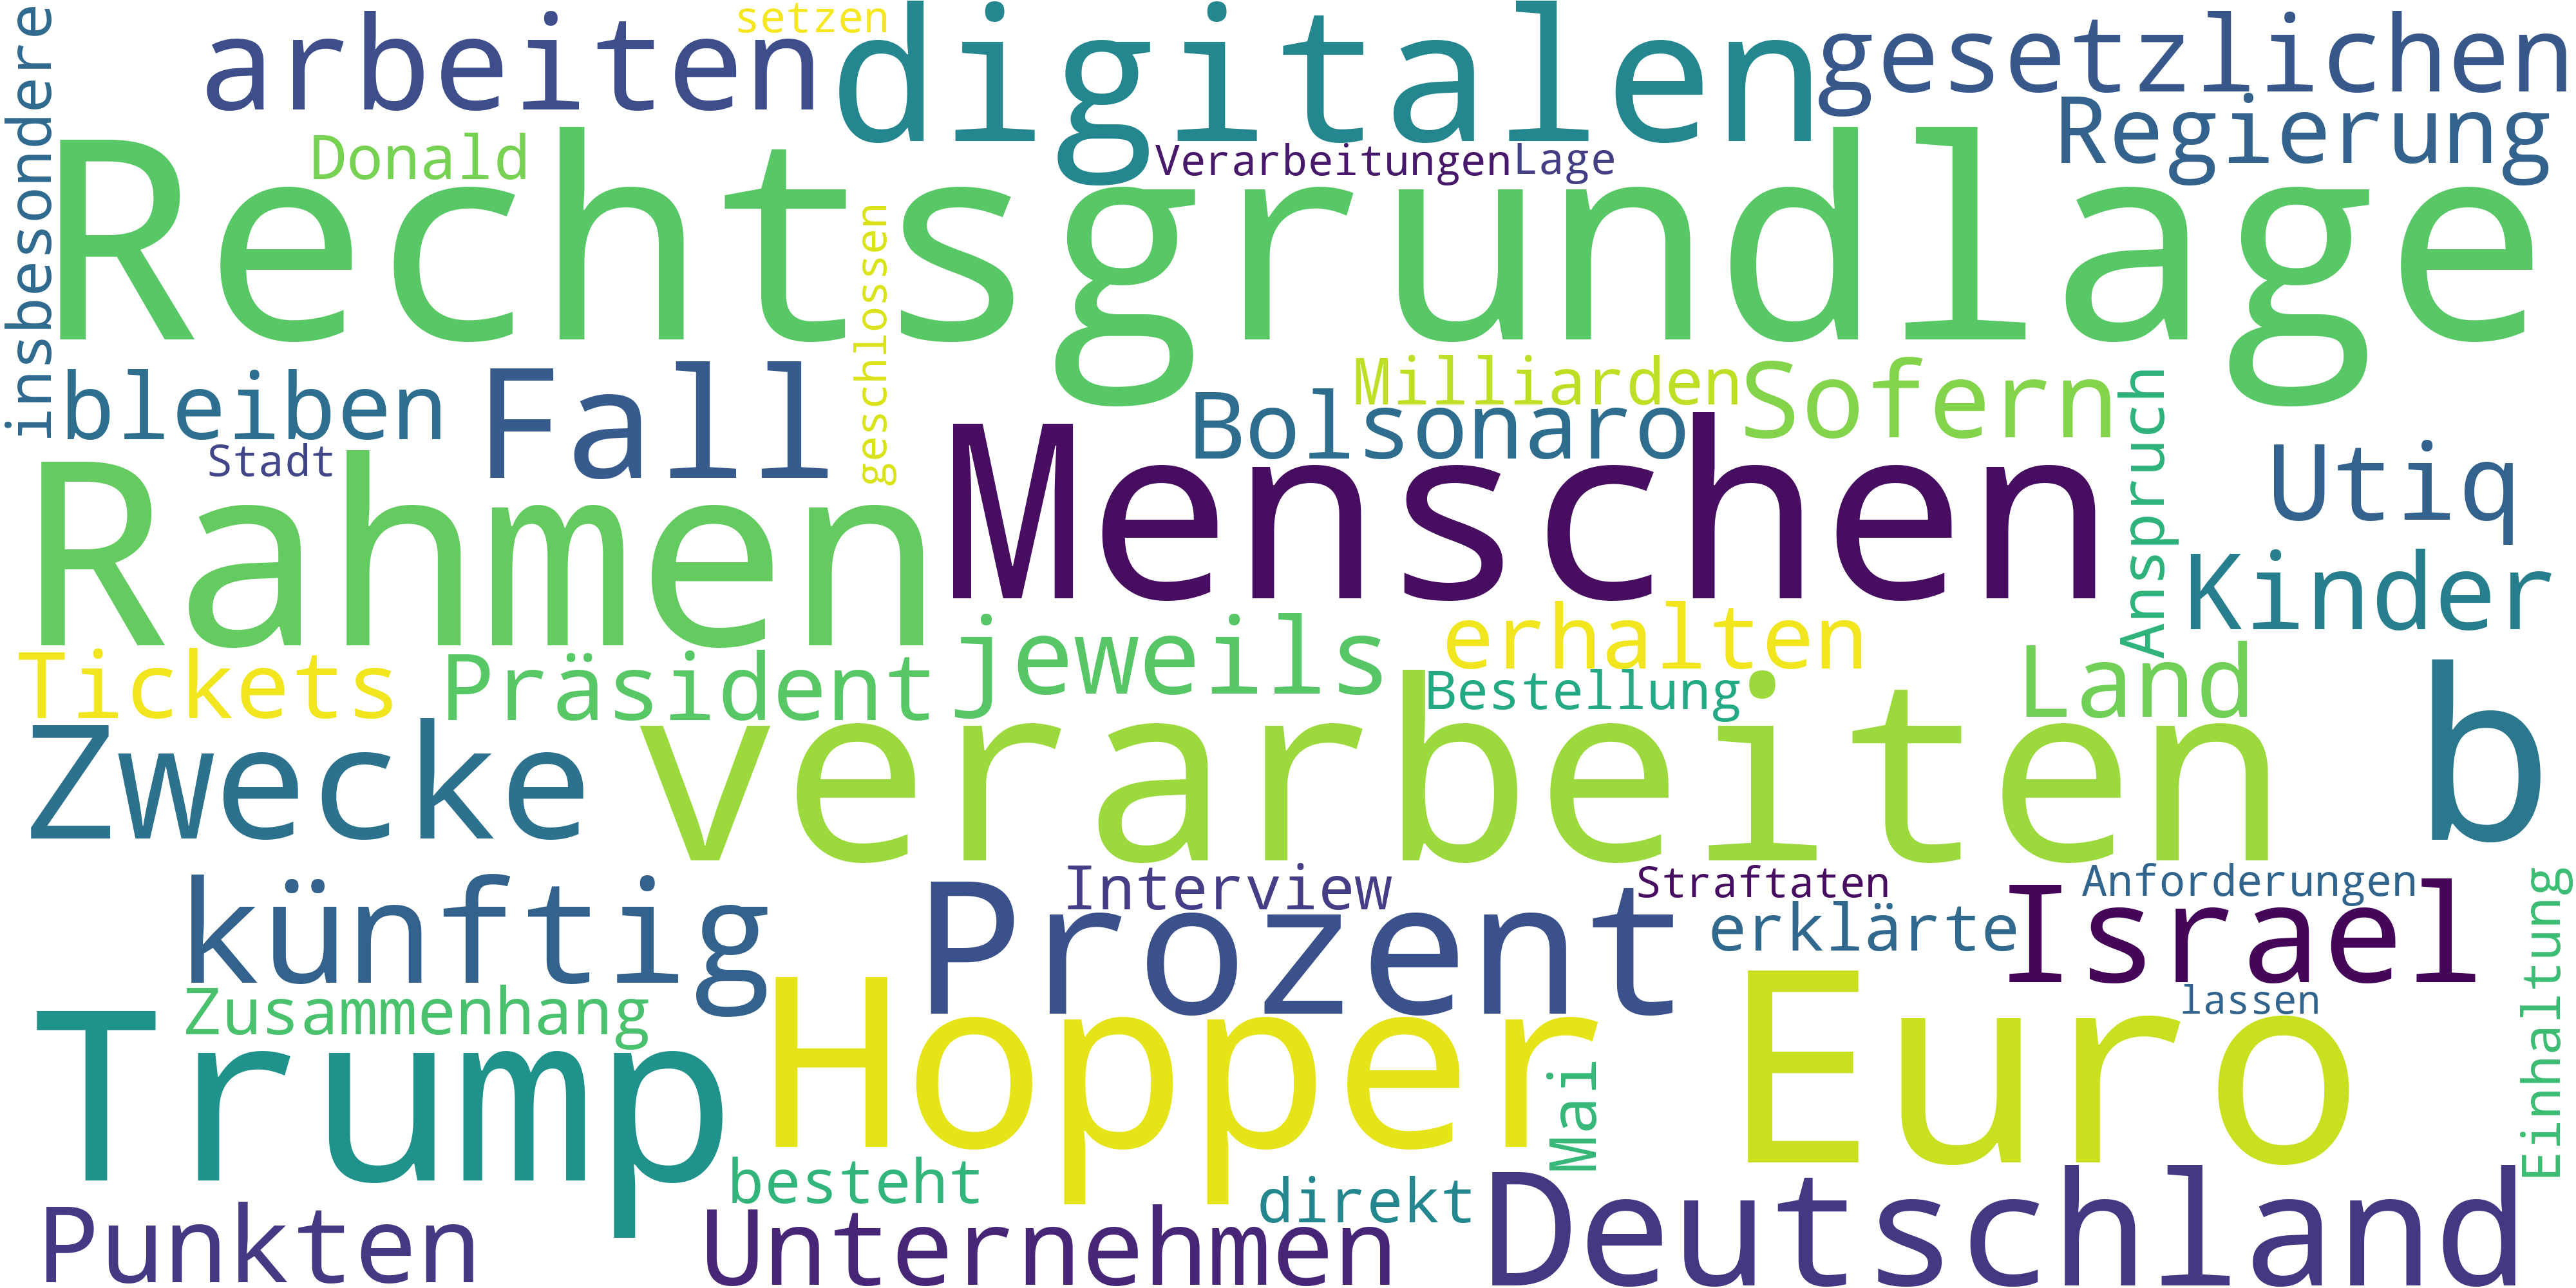 insbesondere
arbeiten
setzen
digitalen
gesetzlichen
Regierung
Donald
Verarbeitungen
Lage
Rechtsgrundlage
geschlossen
bleiben
Fall
Milliarden
Bolsonaro
Sofern
Anspruch
Stadt
Utiq
Rahmen
Menschen
Kinder
Tickets
Präsident
jeweils
erhalten
Bestellung
Land
Zwecke
verarbeiten
b
künftig
Interview
Prozent
Straftaten
Anforderungen
erklärte
Israel
Einhaltung
Zusammenhang
lassen
Trump
Hopper
Mai
Euro
besteht
direkt
Punkten
Unternehmen
Deutschland